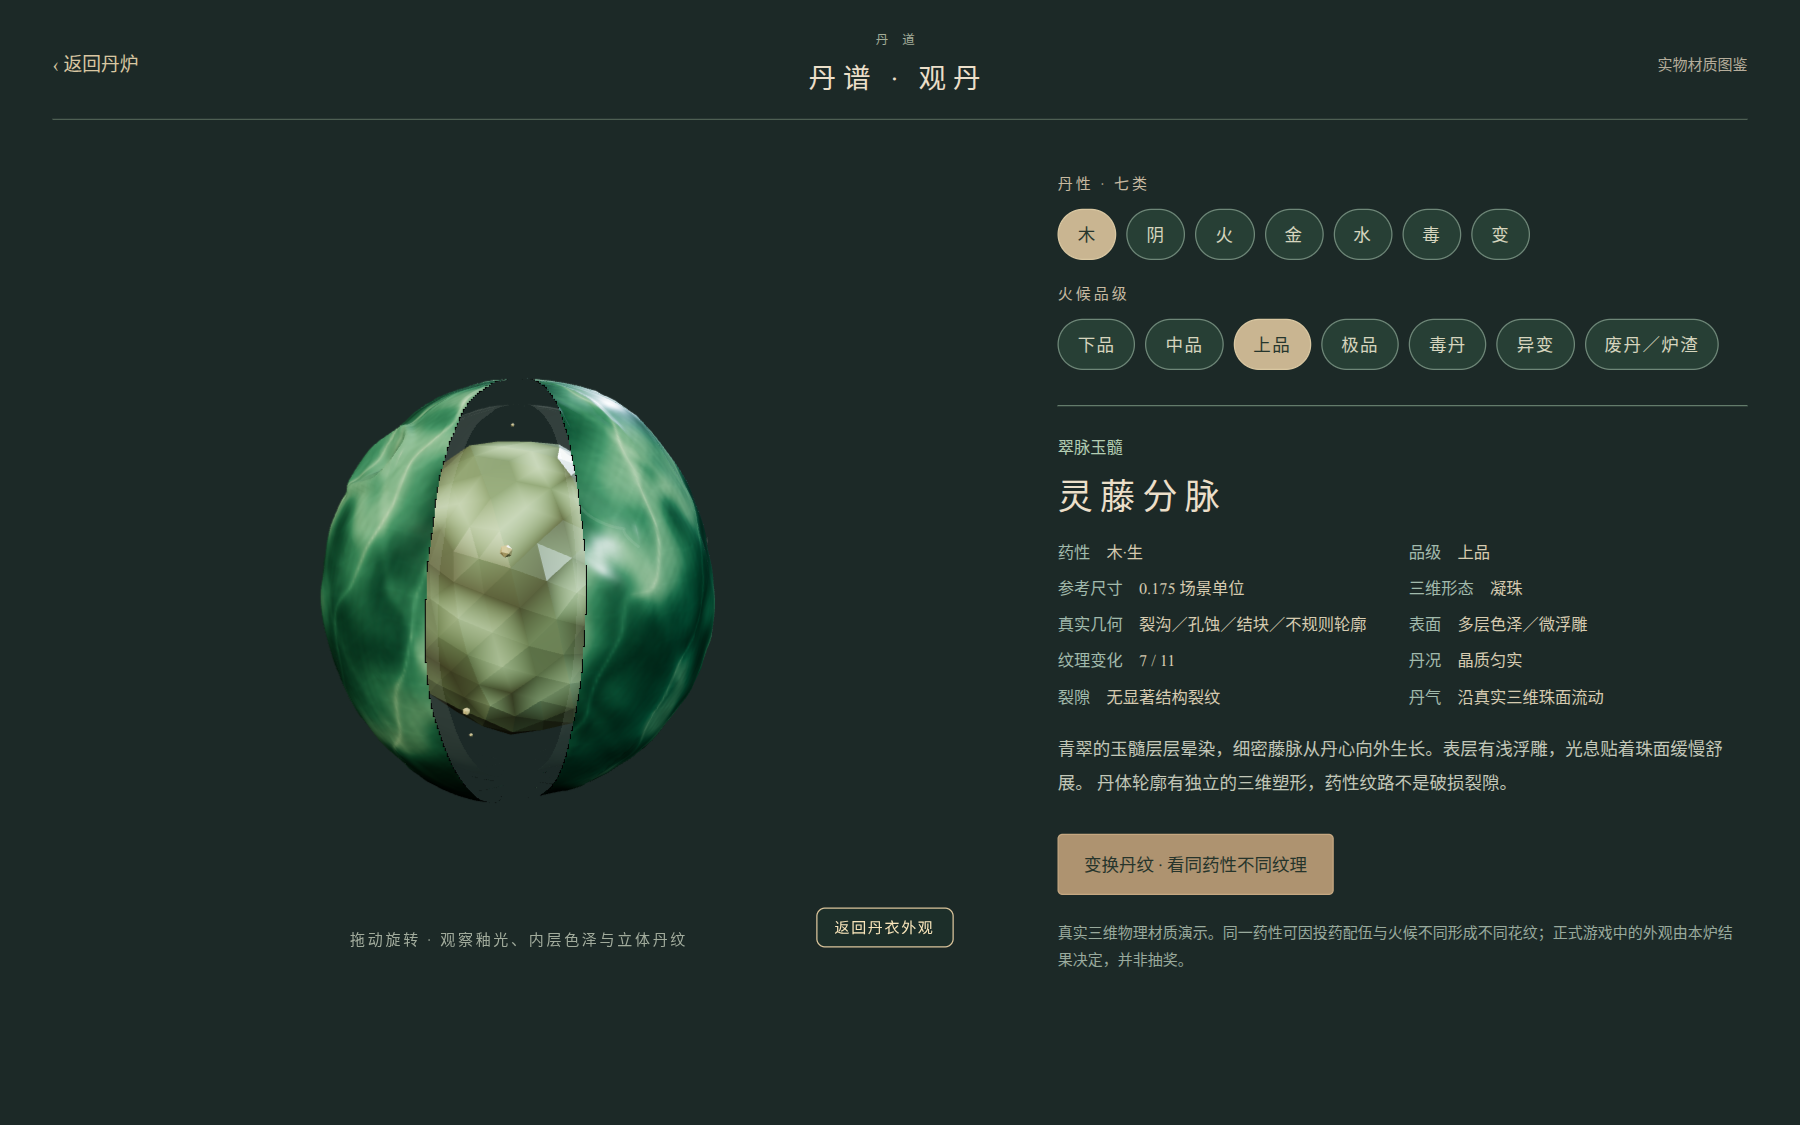 ‹ 返回丹炉
丹 道
丹谱 · 观丹
实物材质图鉴
丹性 · 七类
木 阴 火 金 水 毒 变
火候品级
下品 中品 上品 极品 毒丹 异变 废丹／炉渣
翠脉玉髓
灵藤分脉
药性 木·生 品级 上品
参考尺寸 0.175 场景单位 三维形态 凝珠
真实几何 裂沟／孔蚀／结块／不规则轮廓 表面 多层色泽／微浮雕
纹理变化 7 / 11 丹况 晶质匀实
裂隙 无显著结构裂纹 丹气 沿真实三维珠面流动
青翠的玉髓层层晕染，细密藤脉从丹心向外生长。表层有浅浮雕，光息贴着珠面缓慢舒
展。 丹体轮廓有独立的三维塑形，药性纹路不是破损裂隙。
变换丹纹 · 看同药性不同纹理
返回丹衣外观
拖动旋转 · 观察釉光、内层色泽与立体丹纹
真实三维物理材质演示。同一药性可因投药配伍与火候不同形成不同花纹；正式游戏中的外观由本炉结
果决定，并非抽奖。